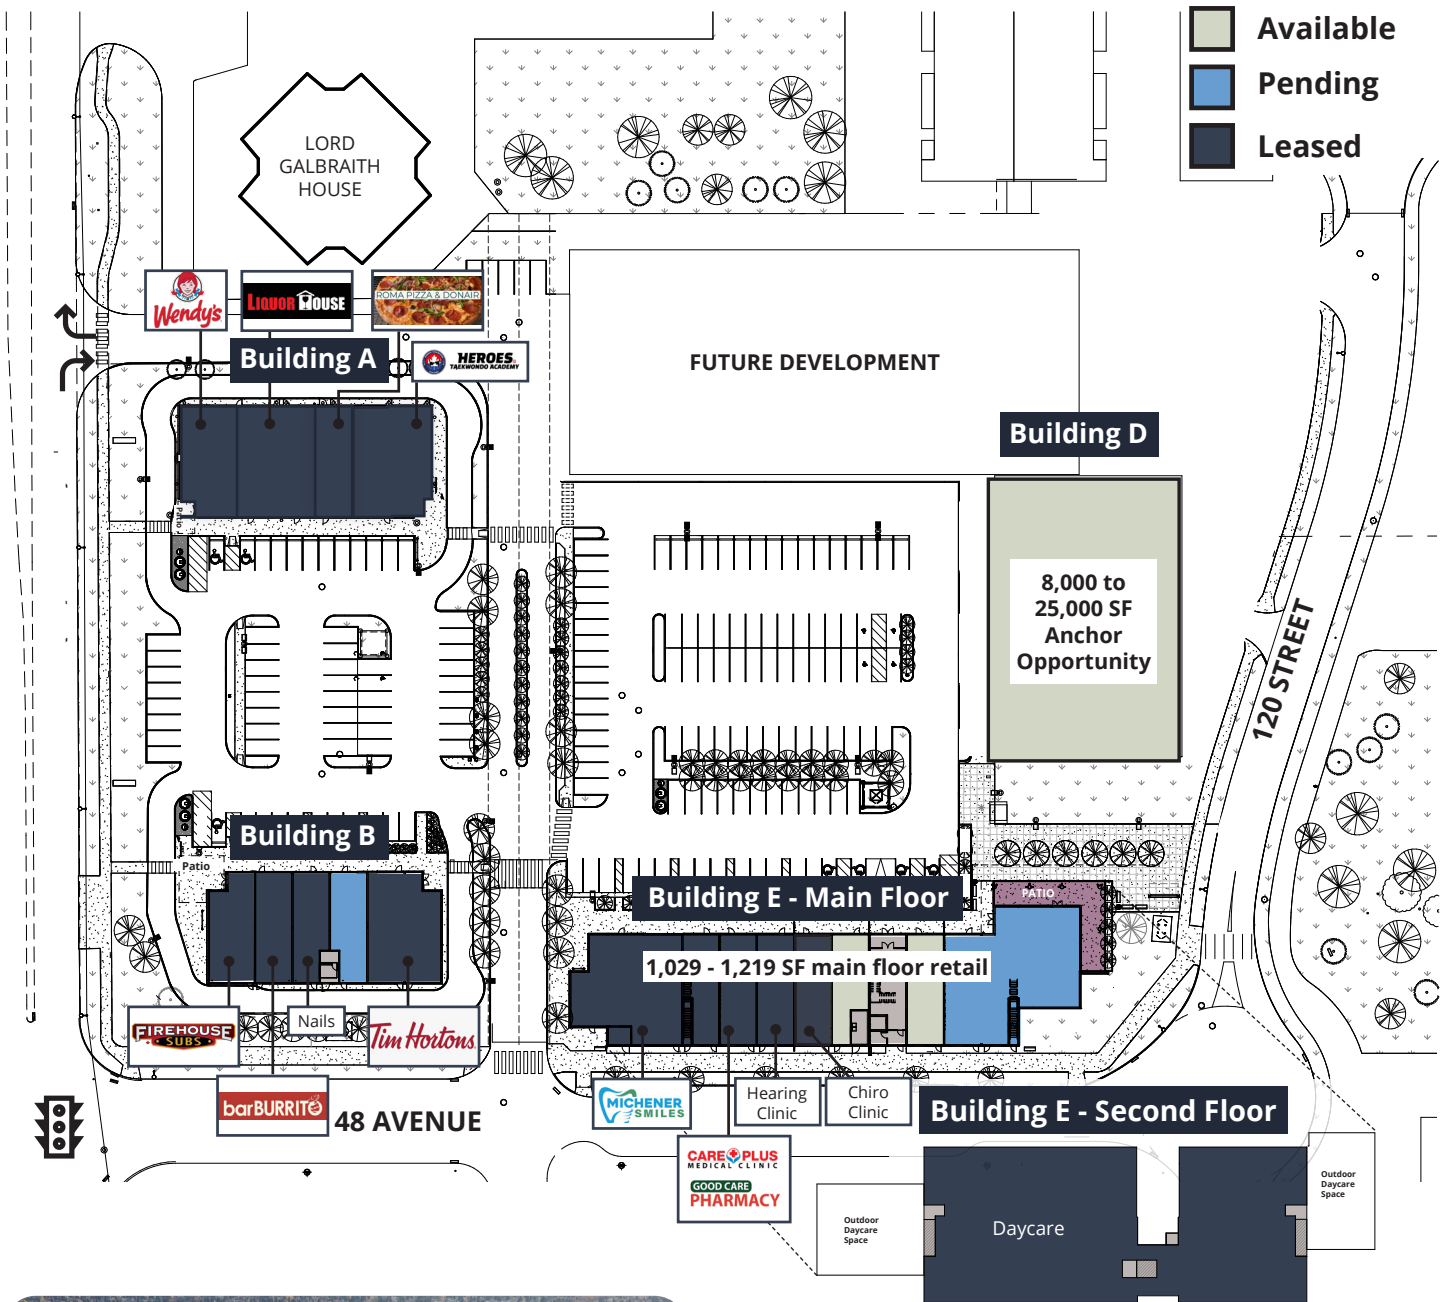 Available
Pending
Leased
LORD
GALBRAITH
HOUSE
Wendy's
LIQUOR HOUSE
ROMA PIZZA & DONAIR
Building A
HEROES
TAEKWONDO ACADEMY
FUTURE DEVELOPMENT
Building D
Patio
8,000 to
25,000 SF
Anchor
Opportunity
120 STREET
Building B
Patio
Building E - Main Floor
PATIO
1,029 - 1,219 SF main floor retail
FIREHOUSE
SUBS
Nails
Tim Hortons
barBURRITO
48 AVENUE
MICHENER
SMILES
Hearing
Clinic
Chiro
Clinic
Building E - Second Floor
CARE PLUS
MEDICAL CLINIC
GOOD CARE
PHARMACY
Outdoor
Daycare
Space
Daycare
Outdoor
Daycare
Space